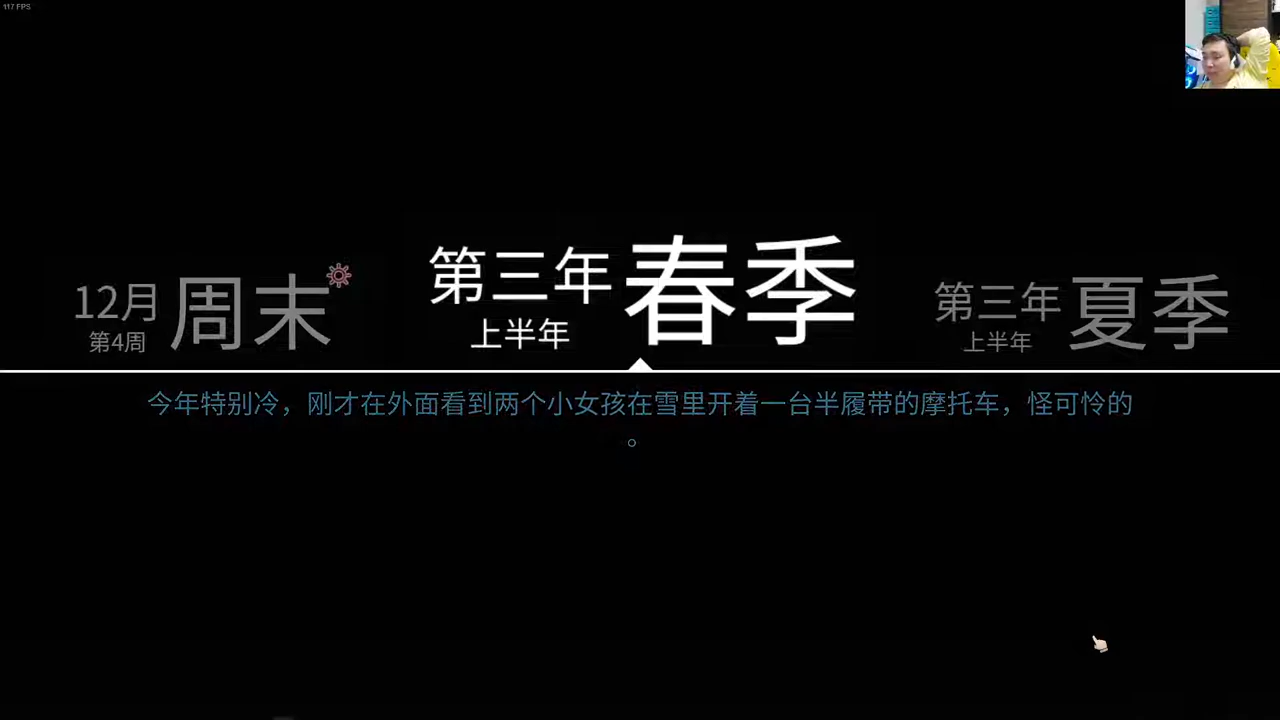 117 FPS
12月
第4周
周末
第三年
上半年
春季
第三年
上半年
夏季
今年特别冷，刚才在外面看到两个小女孩在雪里开着一台半履带的摩托车，怪可怜的
。